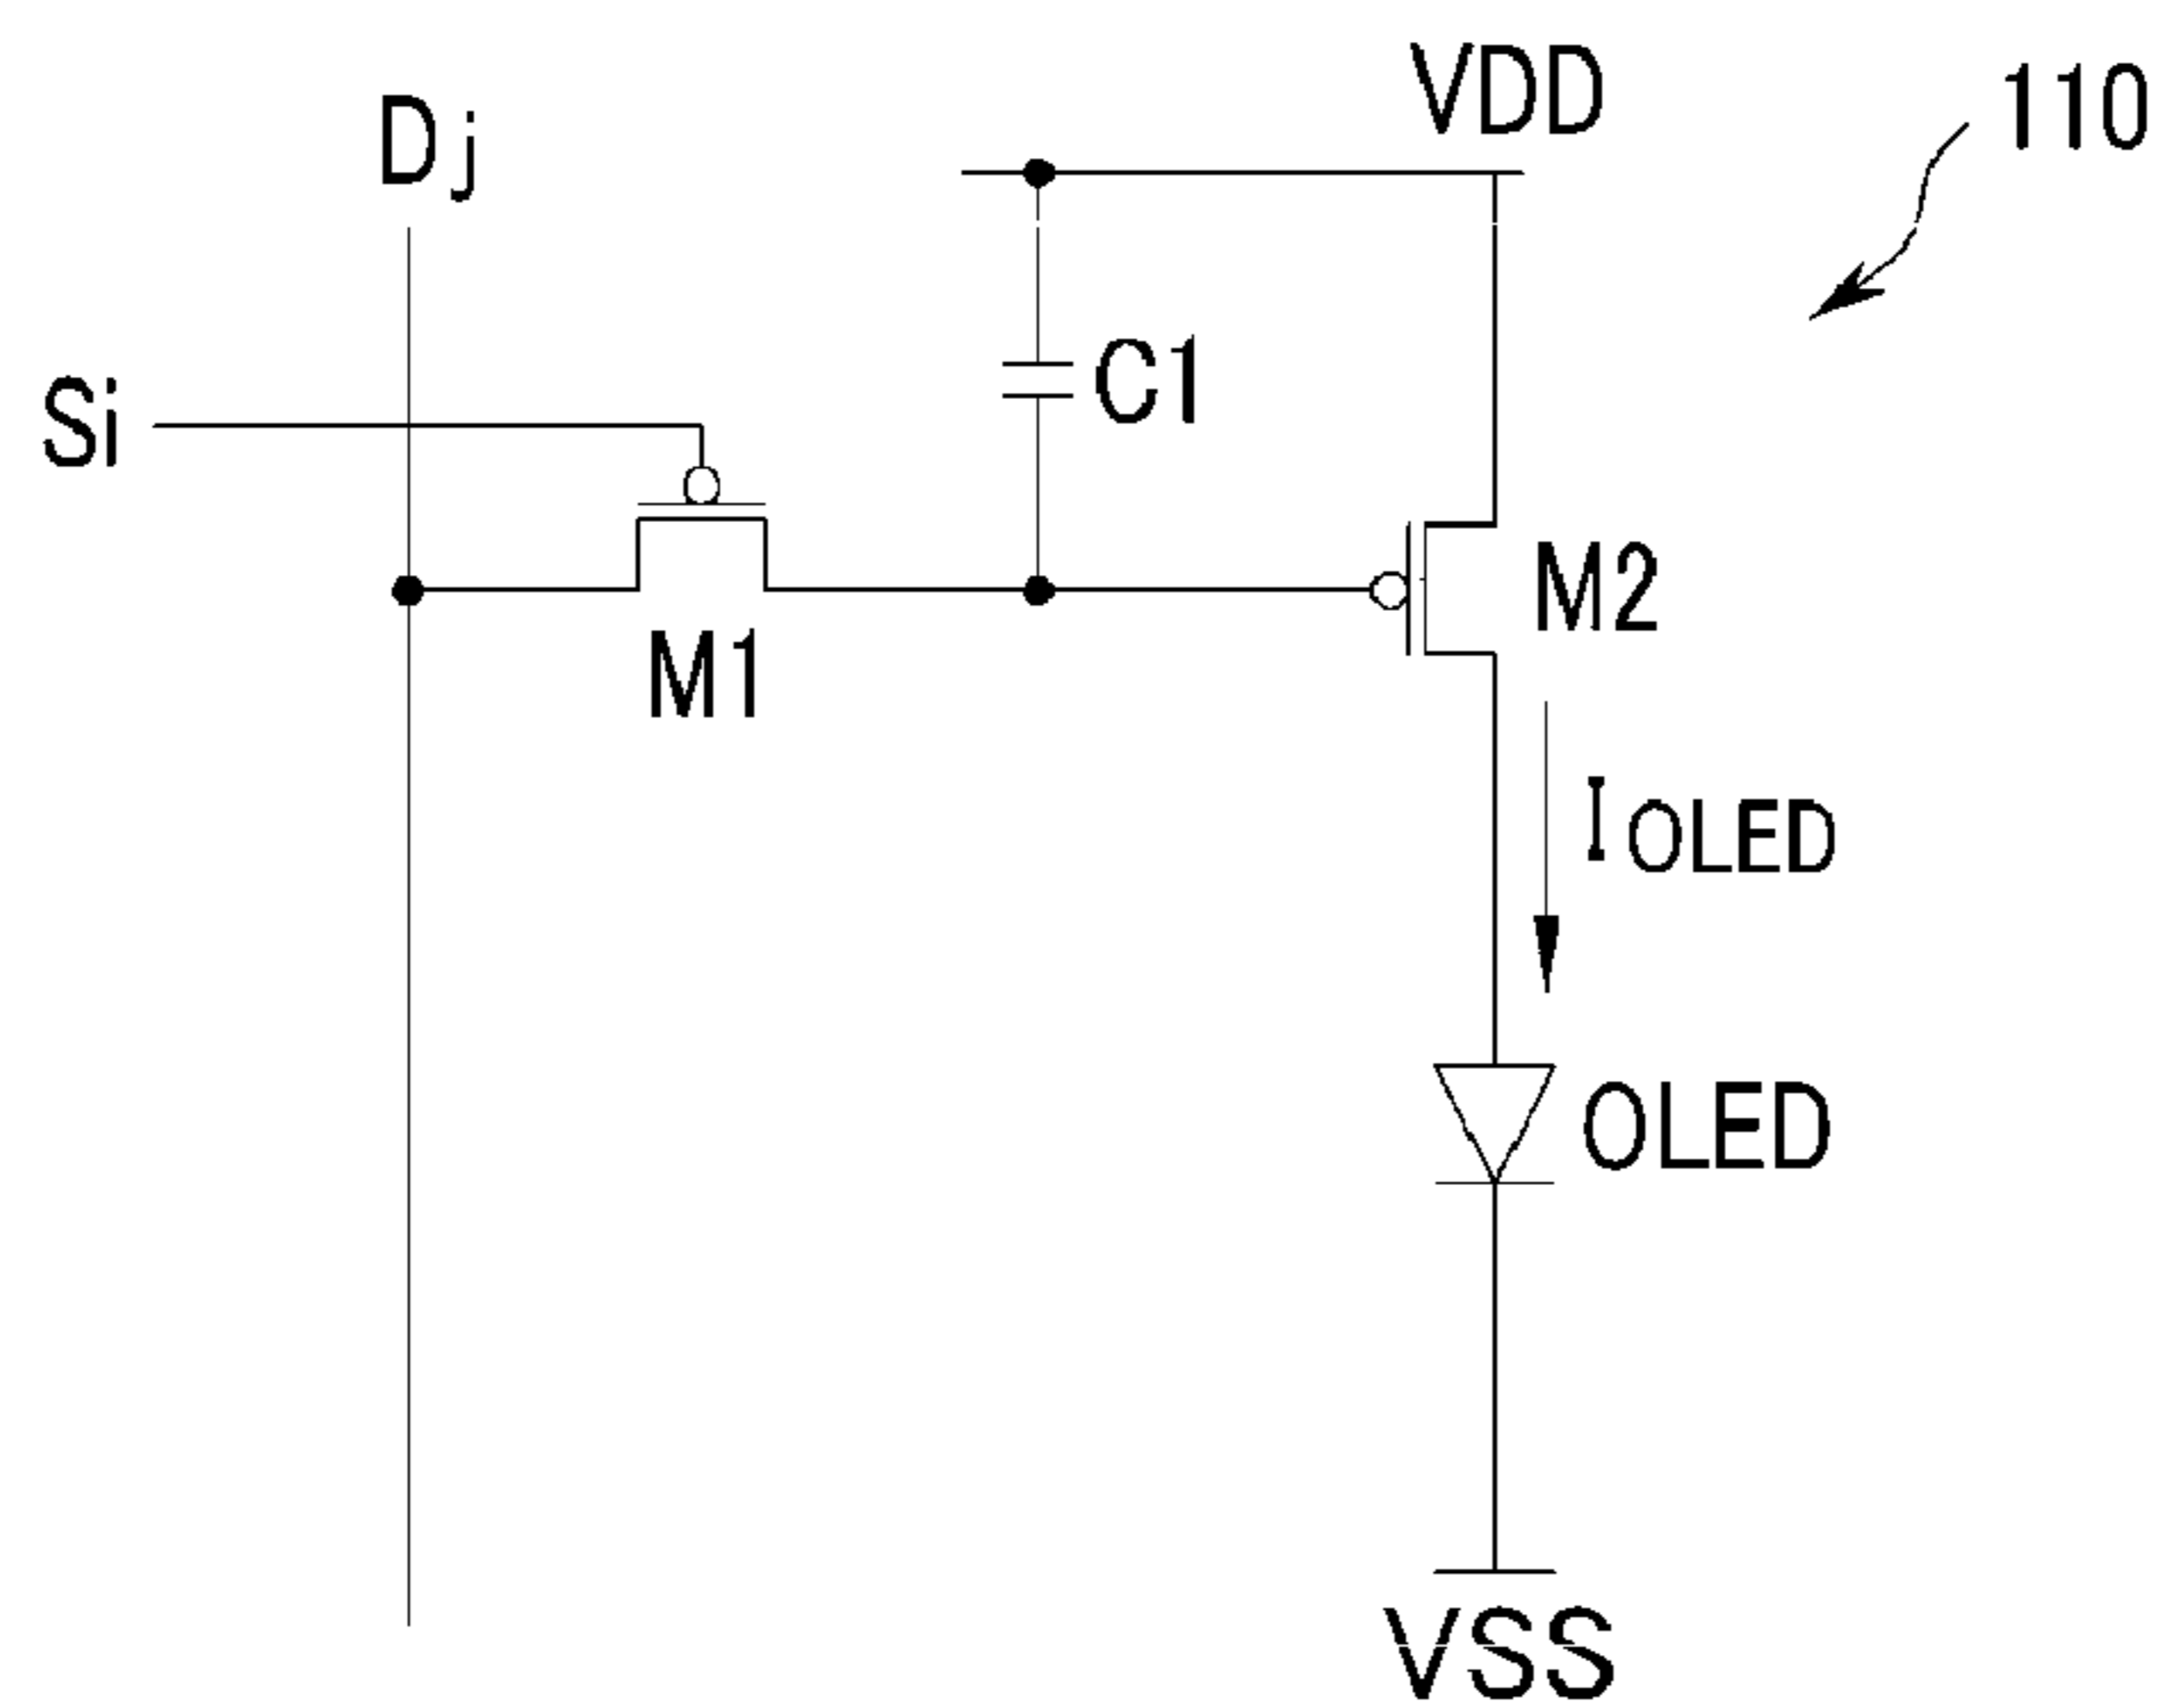 VDD
110
Dj
C1
Si
M2
M1
IOLED
OLED
VSS